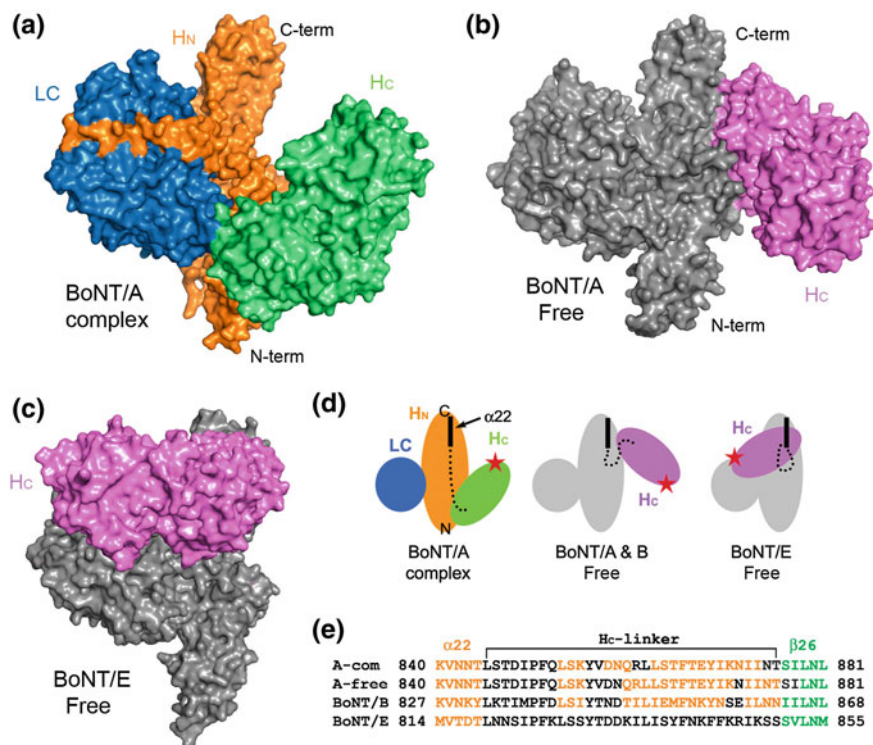 (a)
HN
C-term
LC
HC
BoNT/A
complex
N-term
(b)
C-term
BoNT/A
Free
HC
N-term
(c)
HC
BoNT/E
Free
(d)
HN
C
α22
LC
HC
N
BoNT/A
complex
HC
BoNT/A & B
Free
HC
BoNT/E
Free
(e)
α22 HC-linker β26
A-com 840 KVNNTLSTDIPFQLSKYVDNQRLLSTFTEYIKNIINTSILNL 881
A-free 840 KVNNTLSTDIPFQLSKYVDNQRLLSTFTEYIKNIINTSILNL 881
BoNT/B 827 KVNKYLKTIMPFDLSIYTNDTILIEMFNKYNSEILNNIILNL 868
BoNT/E 814 MVTDTLNNSIPFKLSSYTDDKILISYFNKFFKRIKSSSVLNM 855